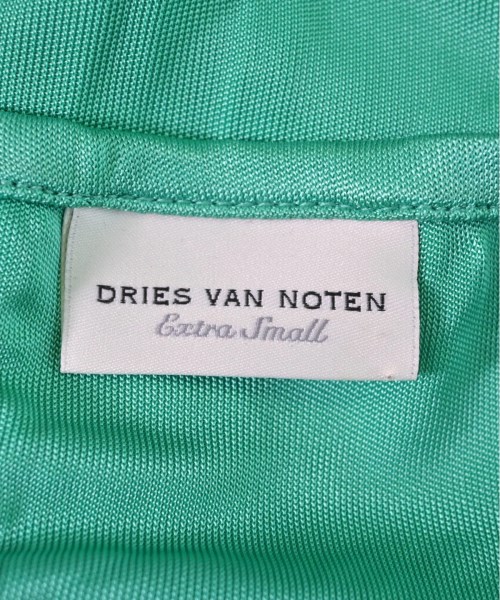 DRIES VAN NOTEN
Extra Small